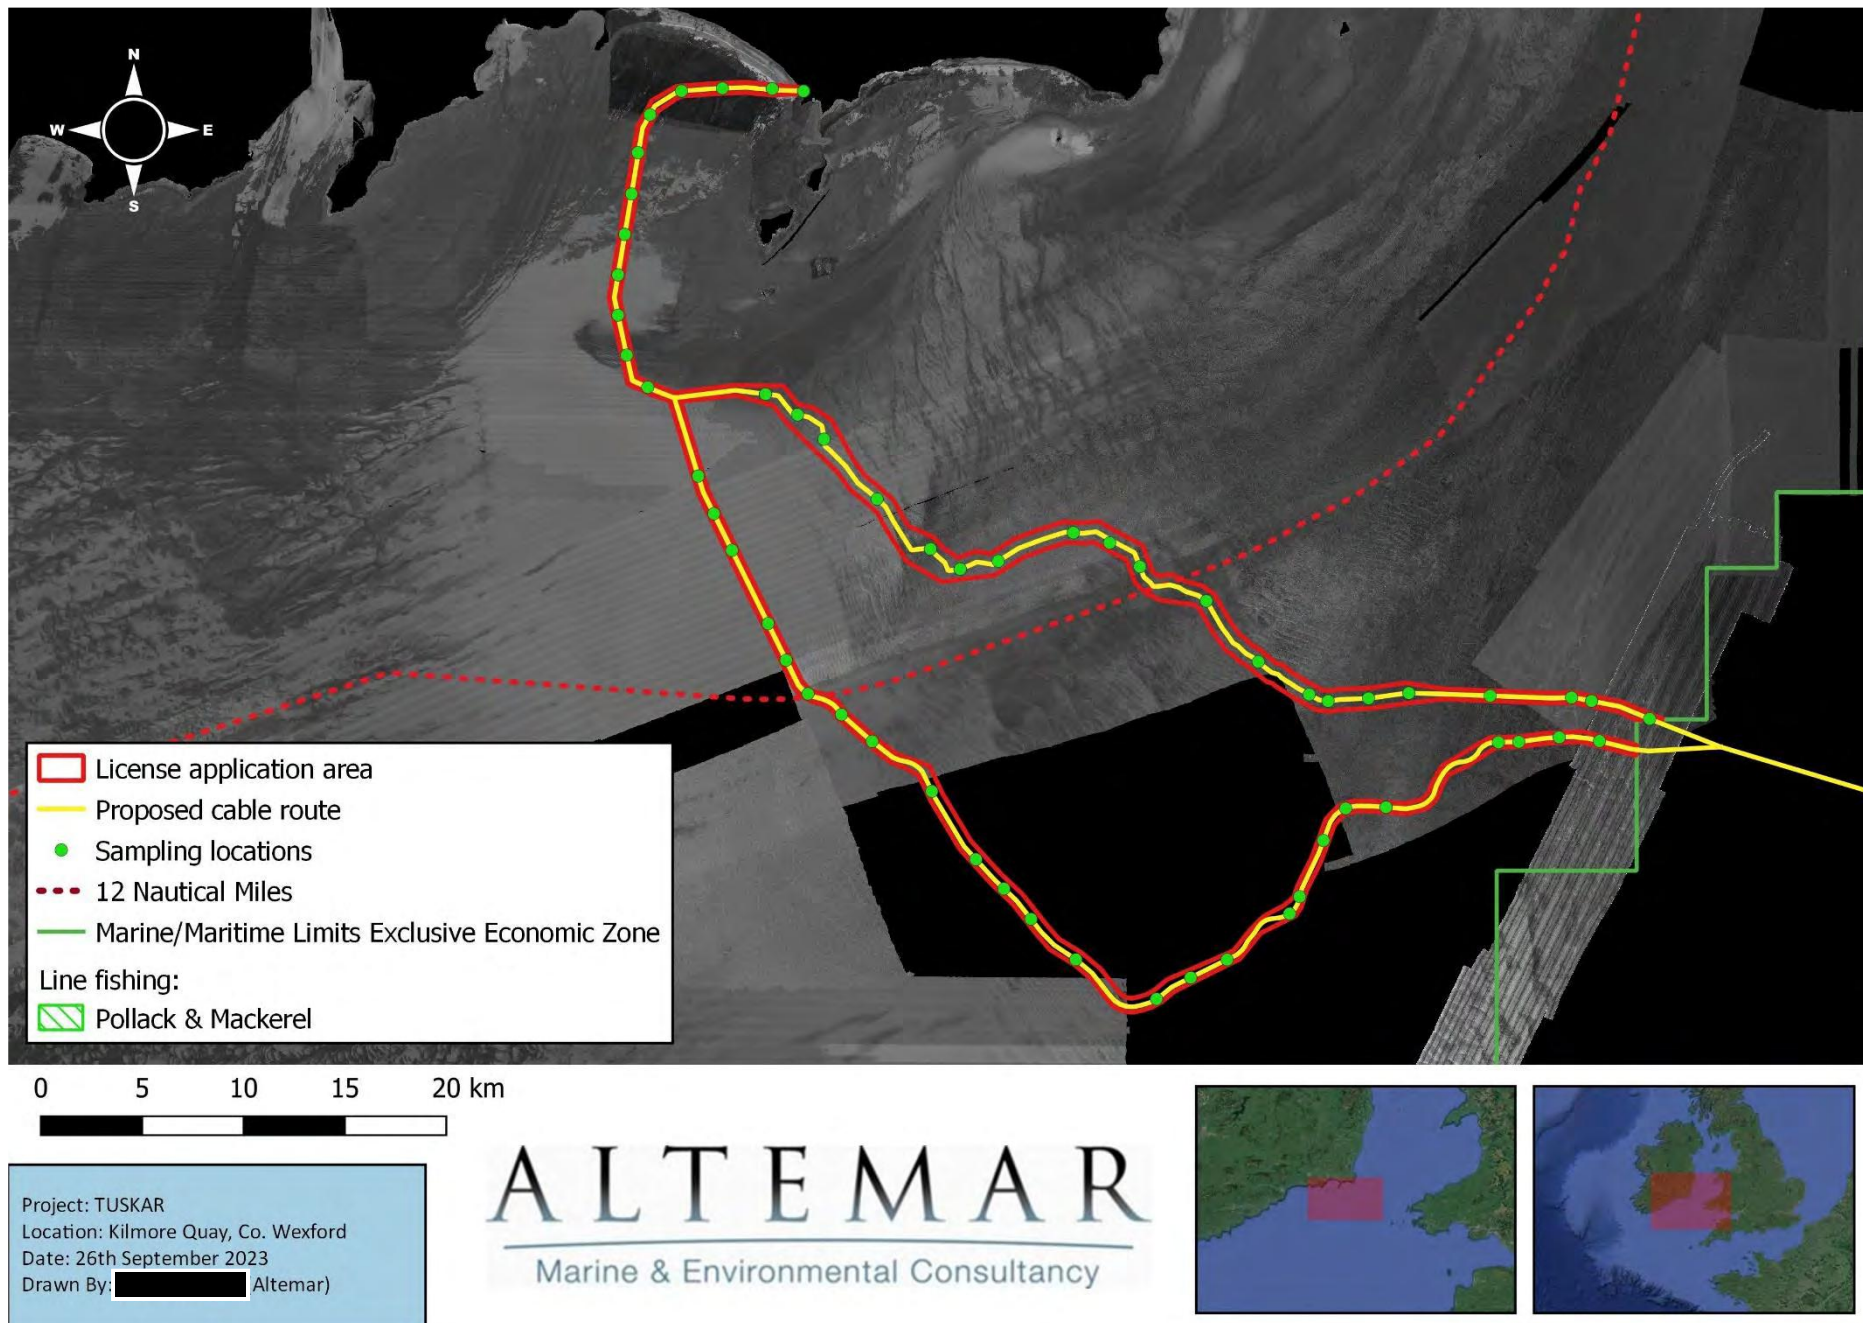 N
W E
S
License application area
Proposed cable route
Sampling locations
12 Nautical Miles
Marine/Maritime Limits Exclusive Economic Zone
Line fishing:
Pollack & Mackerel
0 5 10 15 20 km
Project: TUSKAR
Location: Kilmore Quay, Co. Wexford
Date: 26th September 2023
Drawn By: Altemar)
ALTEMAR
Marine & Environmental Consultancy